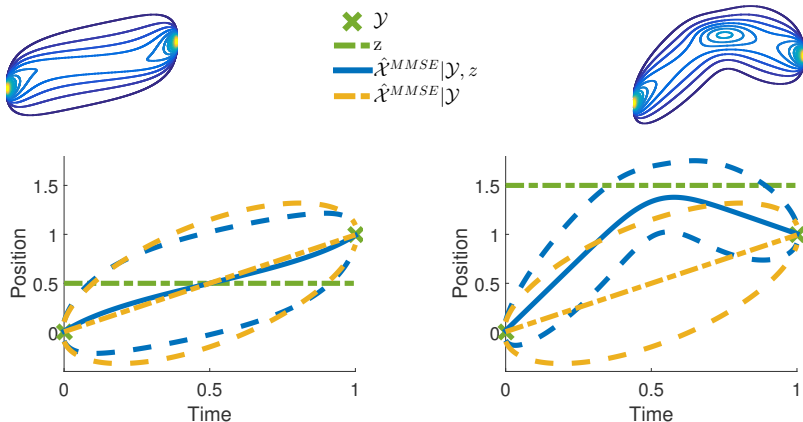 𝒴
z
𝒳̂ᴹᴹˢᴱ|𝒴, z
𝒳̂ᴹᴹˢᴱ|𝒴
1.5
1
0.5
0
Position
0
0.5
1
Time
1.5
1
0.5
0
Position
0
0.5
1
Time